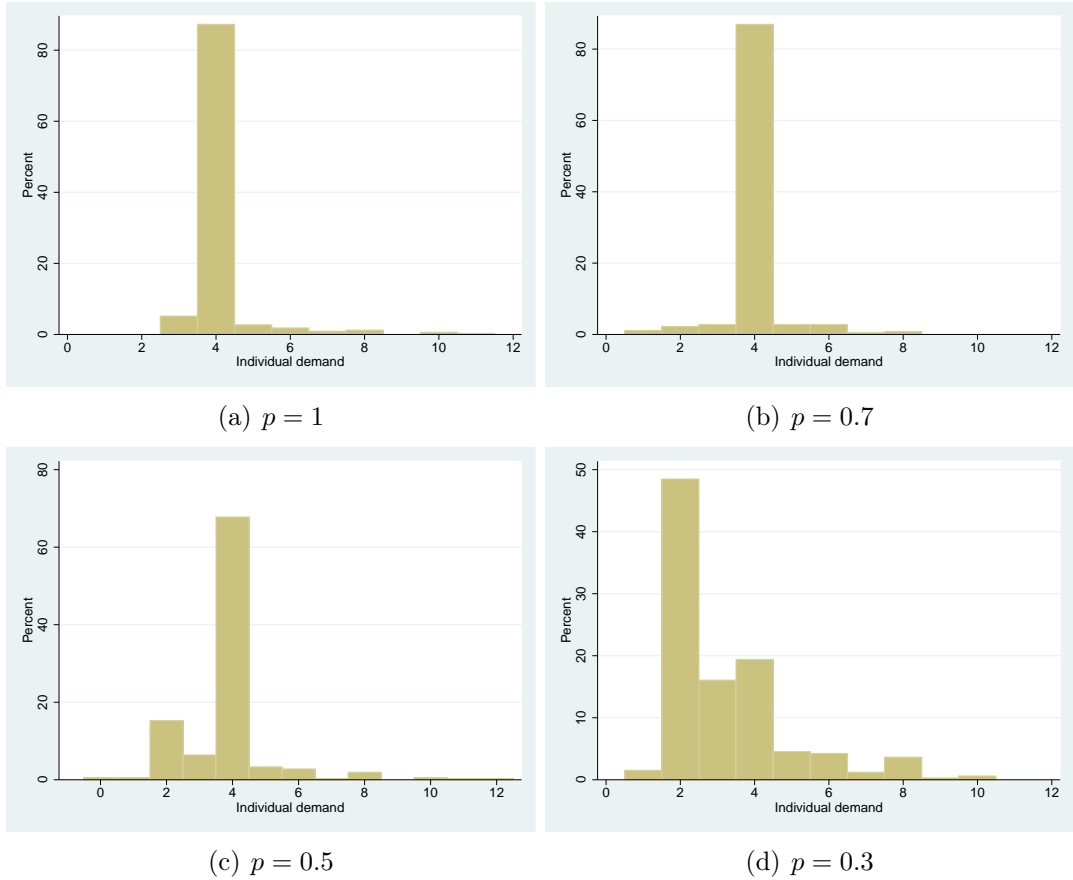 80
60
40
20
0
Percent
0 2 4 6 8 10 12
Individual demand
(a) p = 1
80
60
40
20
0
Percent
0 2 4 6 8 10 12
Individual demand
(b) p = 0.7
80
60
40
20
0
Percent
0 2 4 6 8 10 12
Individual demand
(c) p = 0.5
50
40
30
20
10
0
Percent
0 2 4 6 8 10 12
Individual demand
(d) p = 0.3